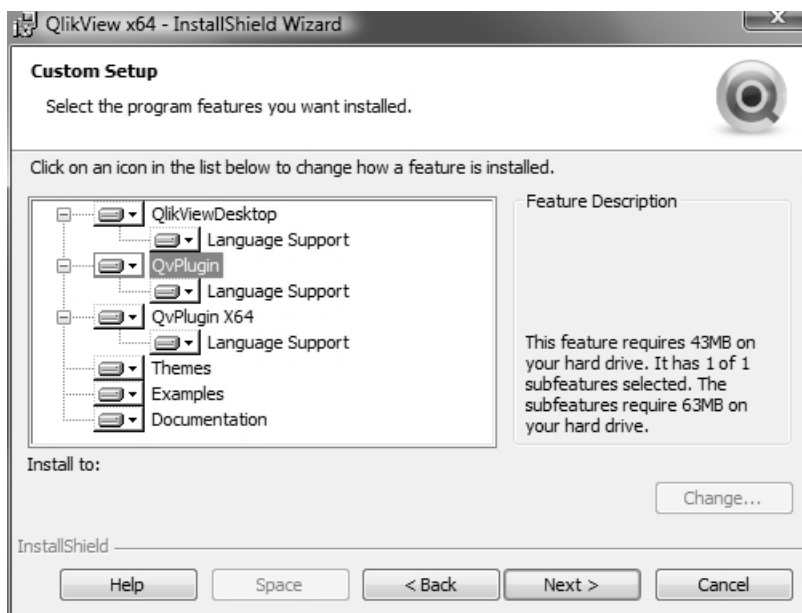 QlikView x64 - InstallShield Wizard
Custom Setup
Select the program features you want installed.
Click on an icon in the list below to change how a feature is installed.
QlikViewDesktop
Language Support
QvPlugin
Language Support
QvPlugin X64
Language Support
Themes
Examples
Documentation
Feature Description
This feature requires 43MB on
your hard drive. It has 1 of 1
subfeatures selected. The
subfeatures require 63MB on
your hard drive.
Install to:
Change...
InstallShield
Help
Space
< Back
Next >
Cancel